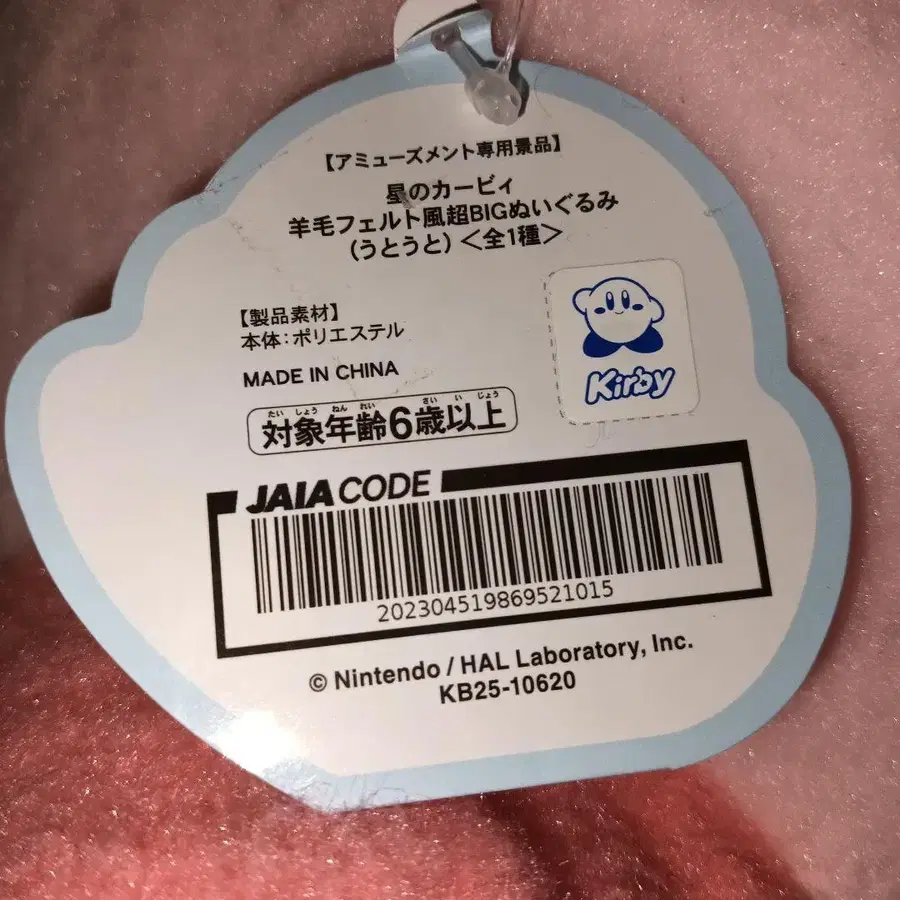 【アミューズメント専用景品】
星のカービィ
羊毛フェルト風超BIGぬいぐるみ
(うとうと)＜全1種＞
Kirby
【製品素材】
本体：ポリエステル
MADE IN CHINA
たい しょう ねん れい さい い じょう
対象年齢6歳以上
JAIA CODE
202304519869521015
© Nintendo / HAL Laboratory, Inc.
KB25-10620